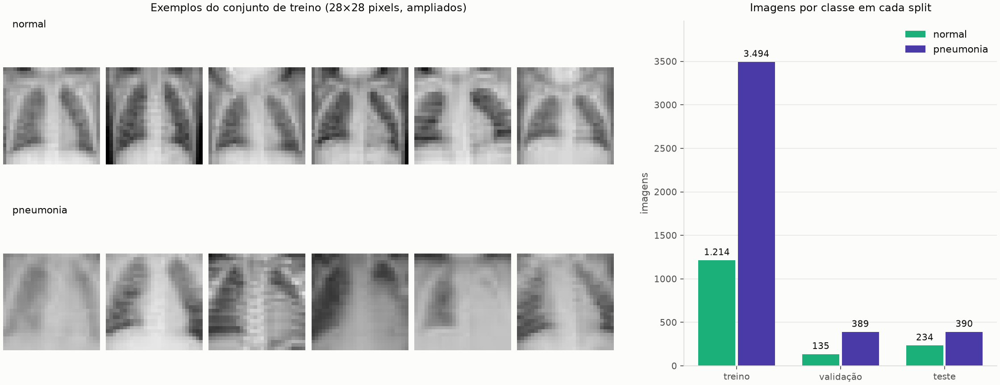 Exemplos do conjunto de treino (28×28 pixels, ampliados)
normal
pneumonia
Imagens por classe em cada split
normal
pneumonia
imagens
3500
3000
2500
2000
1500
1000
500
0
1.214
3.494
135
389
234
390
treino
validação
teste